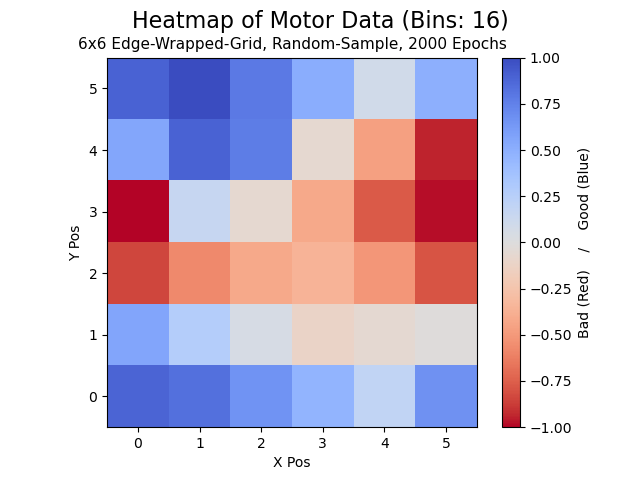 Heatmap of Motor Data (Bins: 16)
6x6 Edge-Wrapped-Grid, Random-Sample, 2000 Epochs
5
4
3
2
1
0
Y Pos
0 1 2 3 4 5
X Pos
1.00
0.75
0.50
0.25
0.00
−0.25
−0.50
−0.75
−1.00
Bad (Red) / Good (Blue)